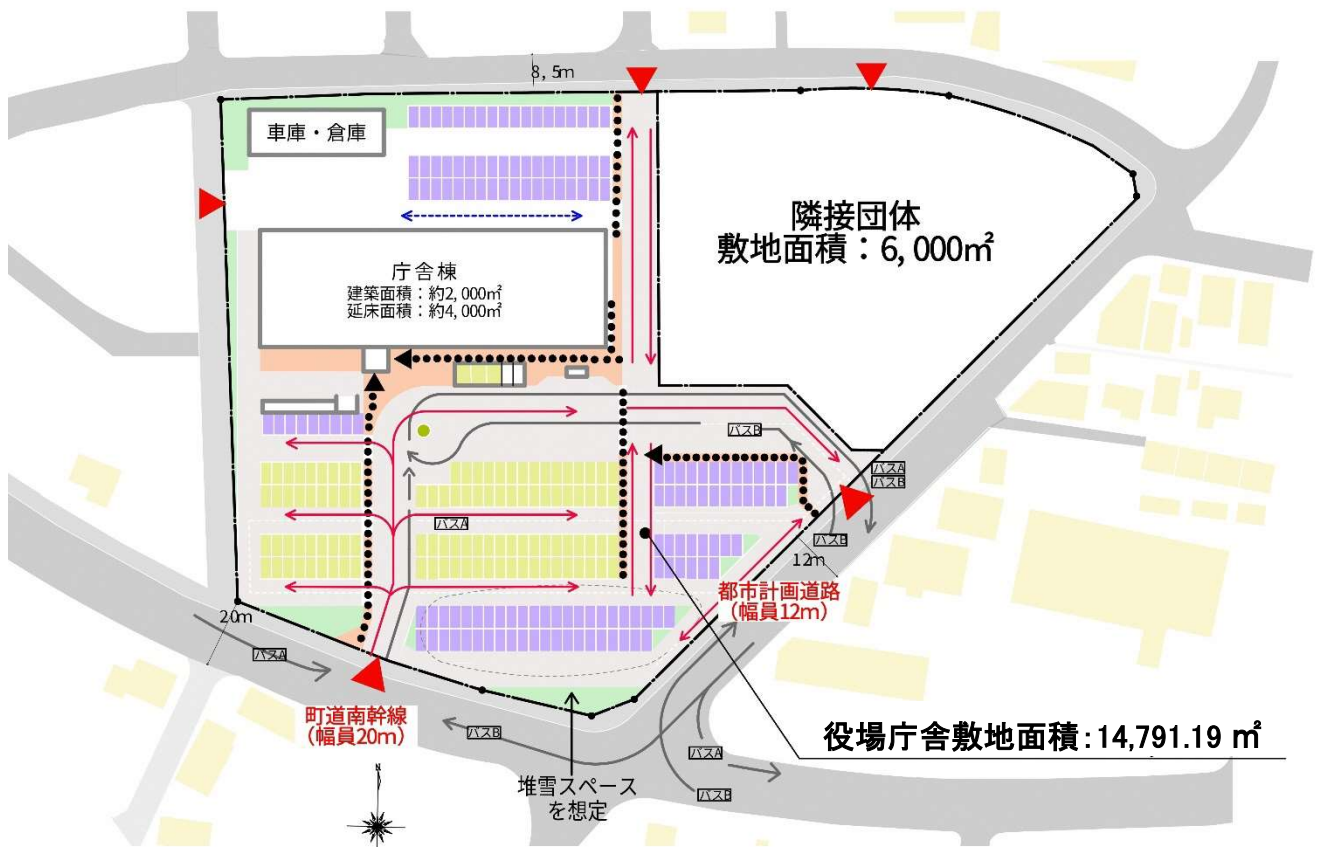 8,5m
車庫・倉庫
隣接団体
敷地面積：6,000㎡
庁舎棟
建築面積：約2,000㎡
延床面積：約4,000㎡
バスB
バスA
バスB
バスA
バスB
12m
都市計画道路
(幅員12m)
20m
バスA
町道南幹線
(幅員20m)
バスB
役場庁舎敷地面積：14,791.19 ㎡
バスA
堆雪スペース
を想定
バスB
N